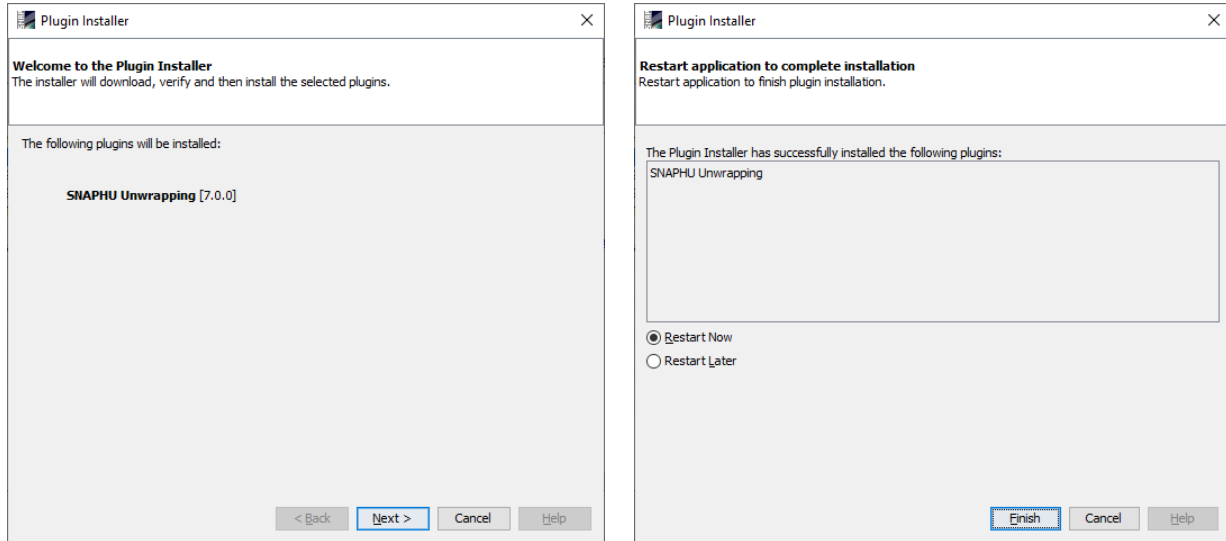 Plugin Installer
Welcome to the Plugin Installer
The installer will download, verify and then install the selected plugins.
The following plugins will be installed:
SNAPHU Unwrapping [7.0.0]
< Back
Next >
Cancel
Help
Plugin Installer
Restart application to complete installation
Restart application to finish plugin installation.
The Plugin Installer has successfully installed the following plugins:
SNAPHU Unwrapping
Restart Now
Restart Later
Finish
Cancel
Help